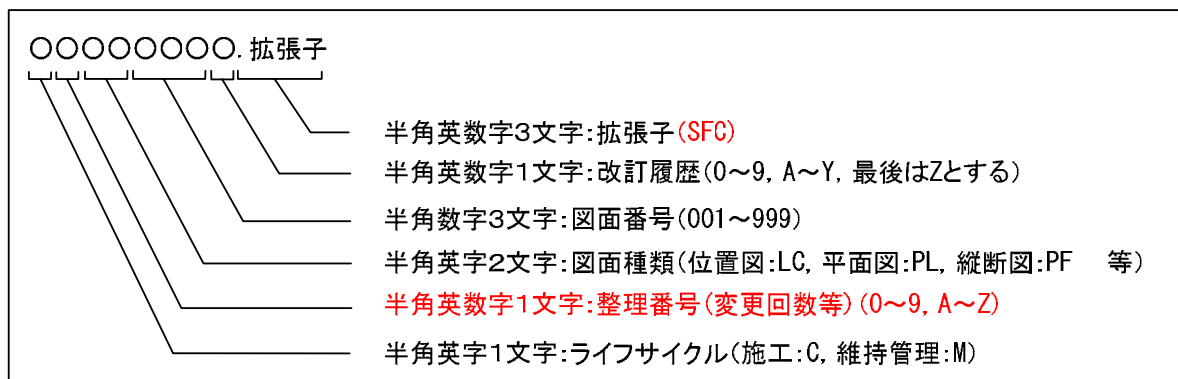 ○○○○○○○○.拡張子
半角英数字3文字:拡張子(SFC)
半角英数字1文字:改訂履歴(0～9, A～Y, 最後はZとする)
半角数字3文字:図面番号(001～999)
半角英字2文字:図面種類(位置図:LC, 平面図:PL, 縦断図:PF 等)
半角英数字1文字:整理番号(変更回数等)(0～9, A～Z)
半角英字1文字:ライフサイクル(施工:C, 維持管理:M)